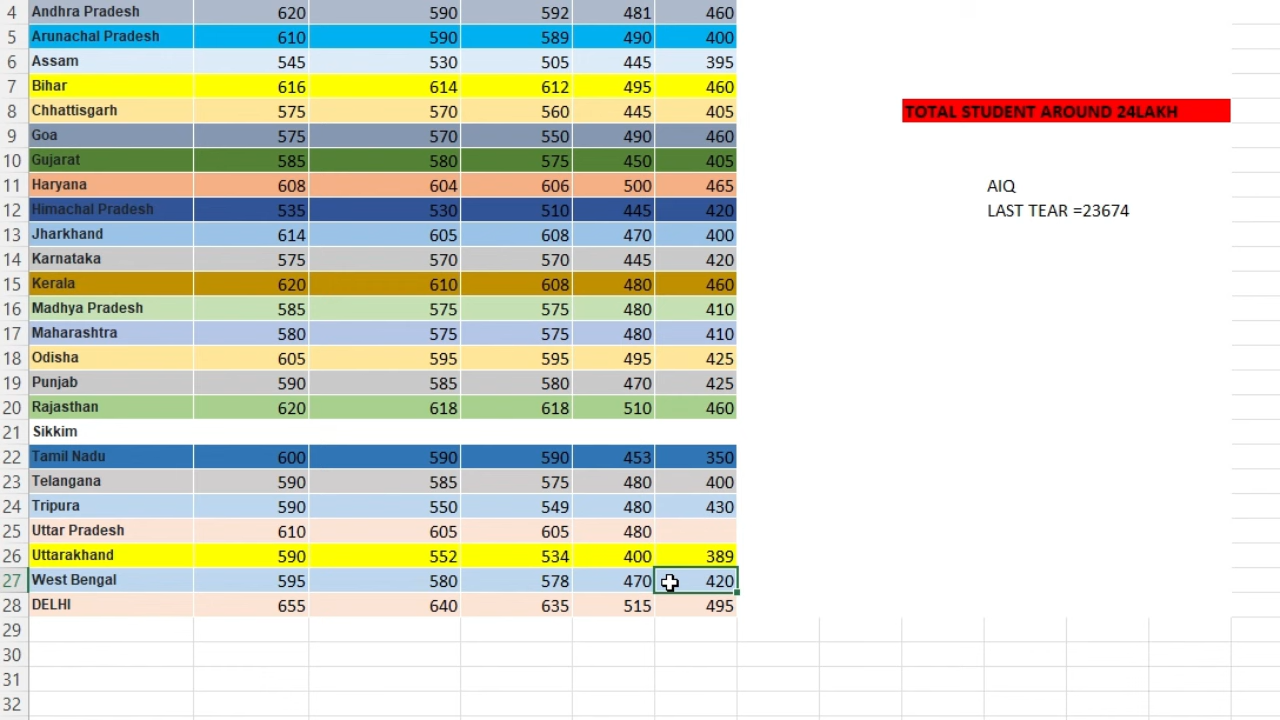 4 Andhra Pradesh 620 590 592 481 460
5 Arunachal Pradesh 610 590 589 490 400
6 Assam 545 530 505 445 395
7 Bihar 616 614 612 495 460
8 Chhattisgarh 575 570 560 445 405 TOTAL STUDENT AROUND 24LAKH
9 Goa 575 570 550 490 460
10 Gujarat 585 580 575 450 405
11 Haryana 608 604 606 500 465 AIQ
12 Himachal Pradesh 535 530 510 445 420 LAST TEAR =23674
13 Jharkhand 614 605 608 470 400
14 Karnataka 575 570 570 445 420
15 Kerala 620 610 608 480 460
16 Madhya Pradesh 585 575 575 480 410
17 Maharashtra 580 575 575 480 410
18 Odisha 605 595 595 495 425
19 Punjab 590 585 580 470 425
20 Rajasthan 620 618 618 510 460
21 Sikkim
22 Tamil Nadu 600 590 590 453 350
23 Telangana 590 585 575 480 400
24 Tripura 590 550 549 480 430
25 Uttar Pradesh 610 605 605 480
26 Uttarakhand 590 552 534 400 389
27 West Bengal 595 580 578 470 420
28 DELHI 655 640 635 515 495
29
30
31
32